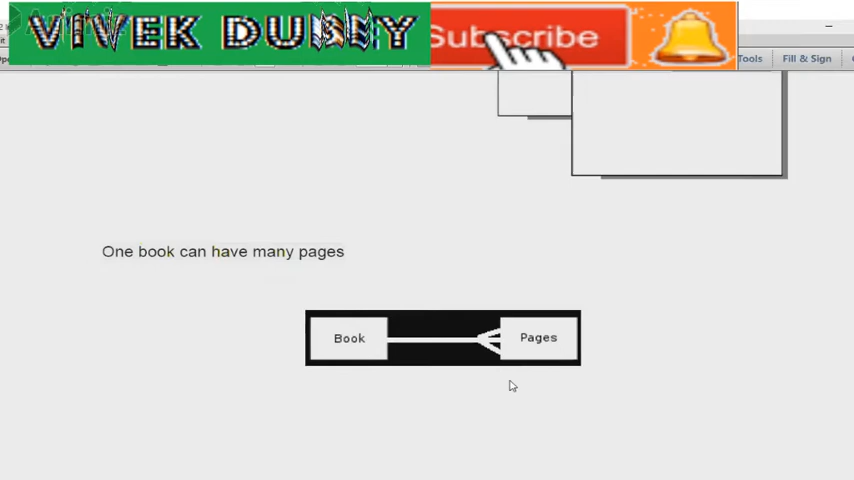 VIVEK DUBEY
Subscribe
Tools
Fill & Sign
One book can have many pages
Book
Pages